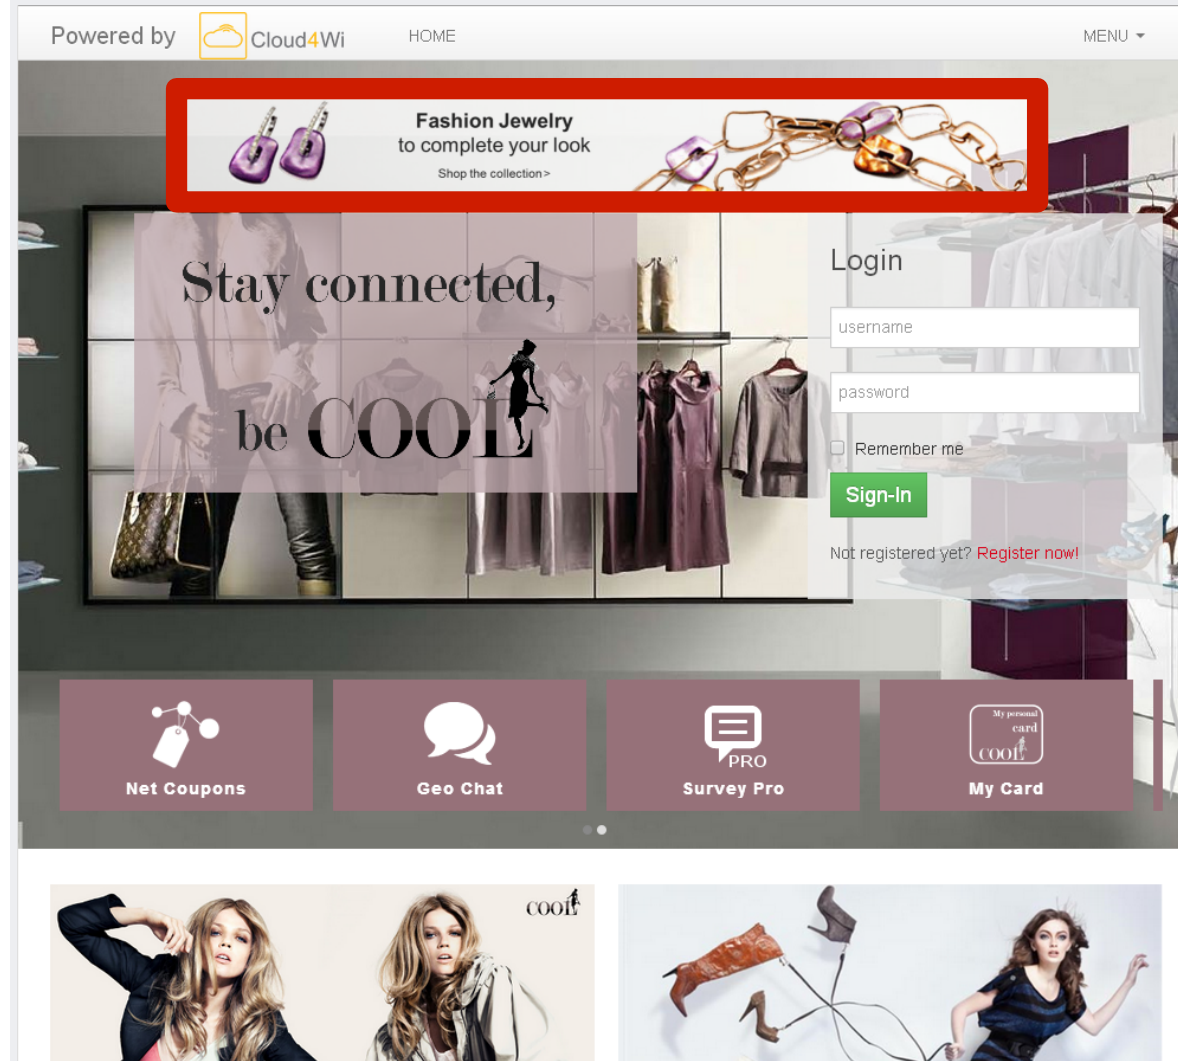 Powered by Cloud4Wi HOME MENU
Fashion Jewelry
to complete your look
Shop the collection>
Stay connected,
be COOL
Login
username
password
Remember me
Sign-In
Not registered yet? Register now!
PRO
My personal
card
COOL
Net Coupons
Geo Chat
Survey Pro
My Card
COOL